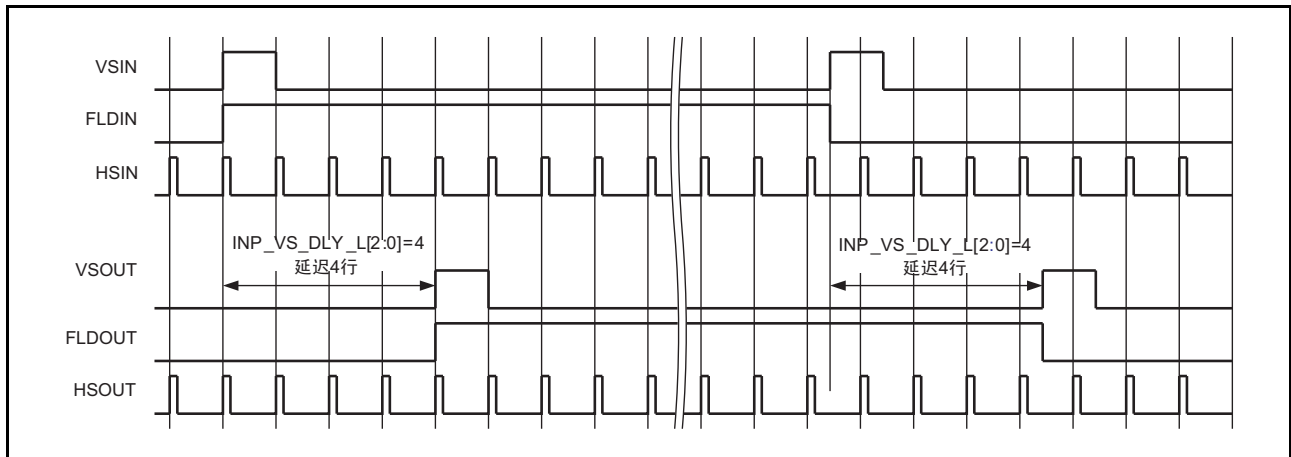 VSIN
FLDIN
HSIN
INP_VS_DLY_L[2:0]=4
延迟4行
INP_VS_DLY_L[2:0]=4
延迟4行
VSOUT
FLDOUT
HSOUT